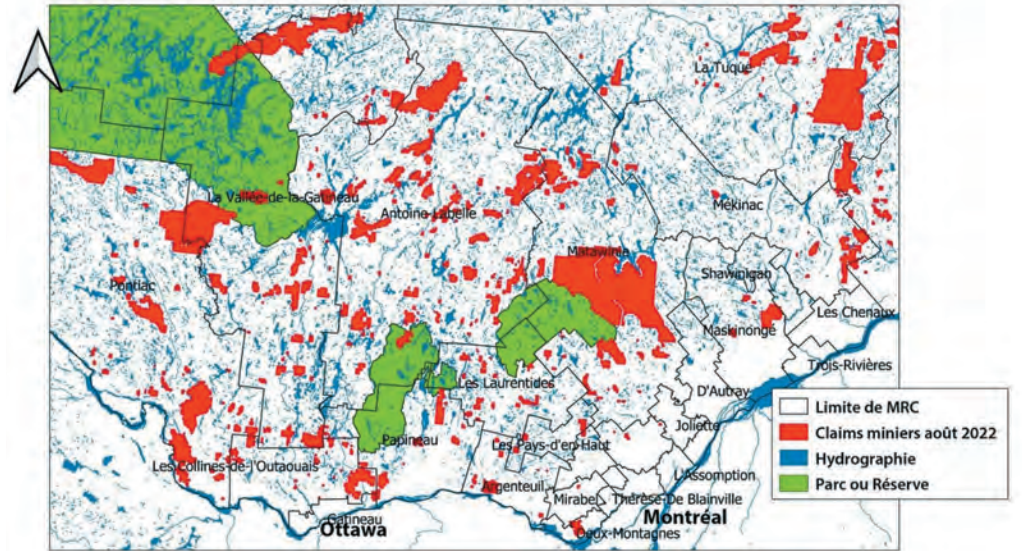 La Tuque
La Vallée-de-la-Gatineau
Antoine-Labelle
Mékinac
Matawinie
Shawinigan
Pontiac
Les Chenaux
Maskinongé
Trois-Rivières
Les Laurentides
D'Autray
Joliette
Papineau
Les Pays-d'en-Haut
Les Collines-de-l'Outaouais
L'Assomption
Argenteuil
Mirabel
Thérèse-De Blainville
Gatineau
Ottawa
Montréal
Deux-Montagnes
Limite de MRC
Claims miniers août 2022
Hydrographie
Parc ou Réserve